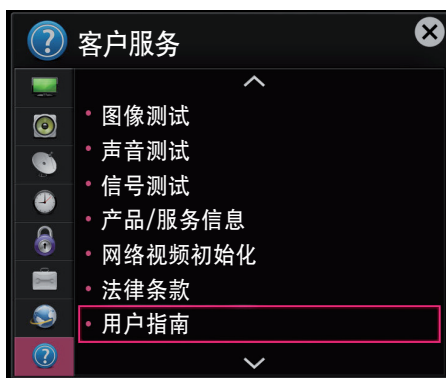 客户服务
图像测试
声音测试
信号测试
产品/服务信息
网络视频初始化
法律条款
用户指南